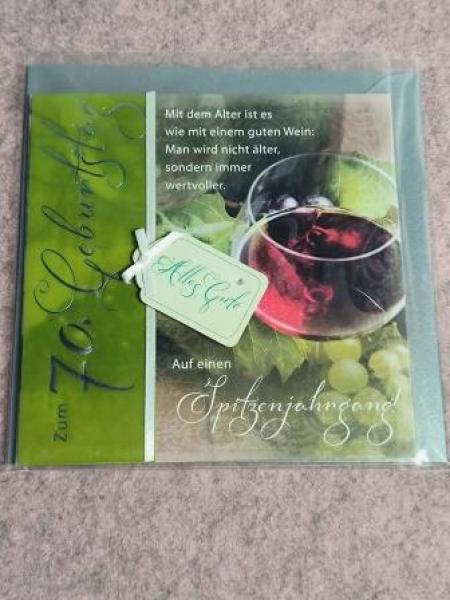 Zum 70. Geburtstag
Mit dem Alter ist es
wie mit einem guten Wein:
Man wird nicht älter,
sondern immer
wertvoller.
Alles Gute
Auf einen
Spitzenjahrgang!